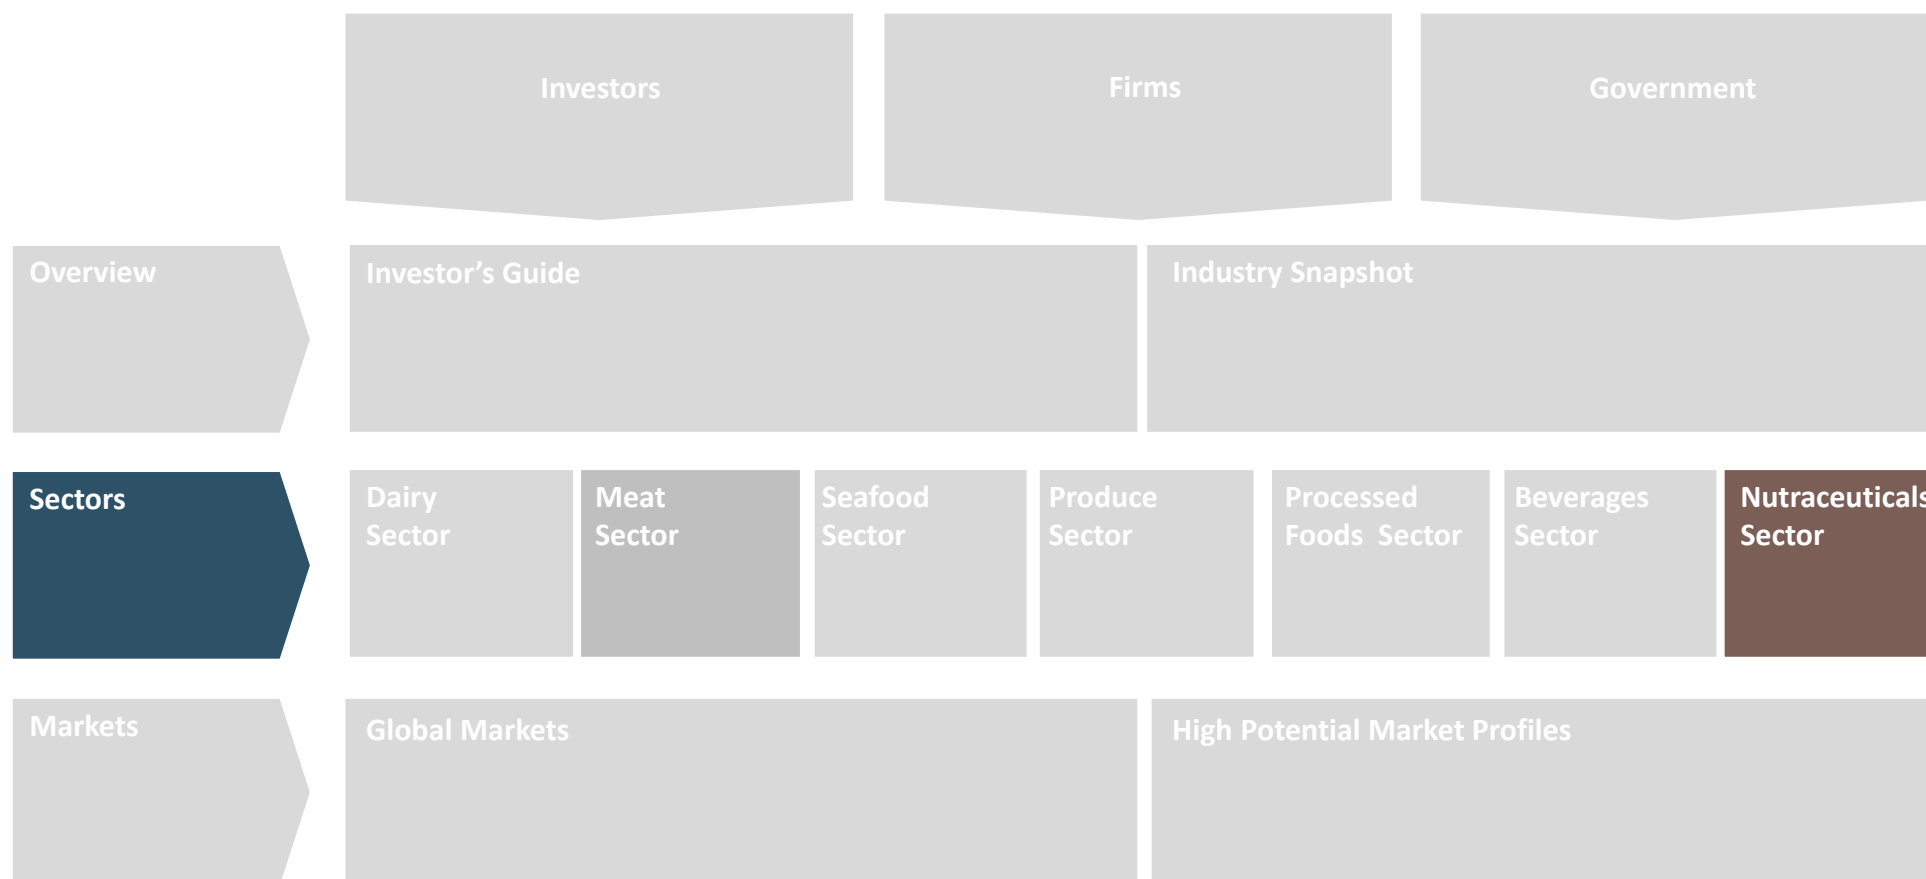 Investors
Firms
Government
Overview
Investor’s Guide
Industry Snapshot
Sectors
Dairy
Sector
Meat
Sector
Seafood
Sector
Produce
Sector
Processed
Foods  Sector
Beverages
Sector
Nutraceuticals
Sector
Markets
Global Markets
High Potential Market Profiles